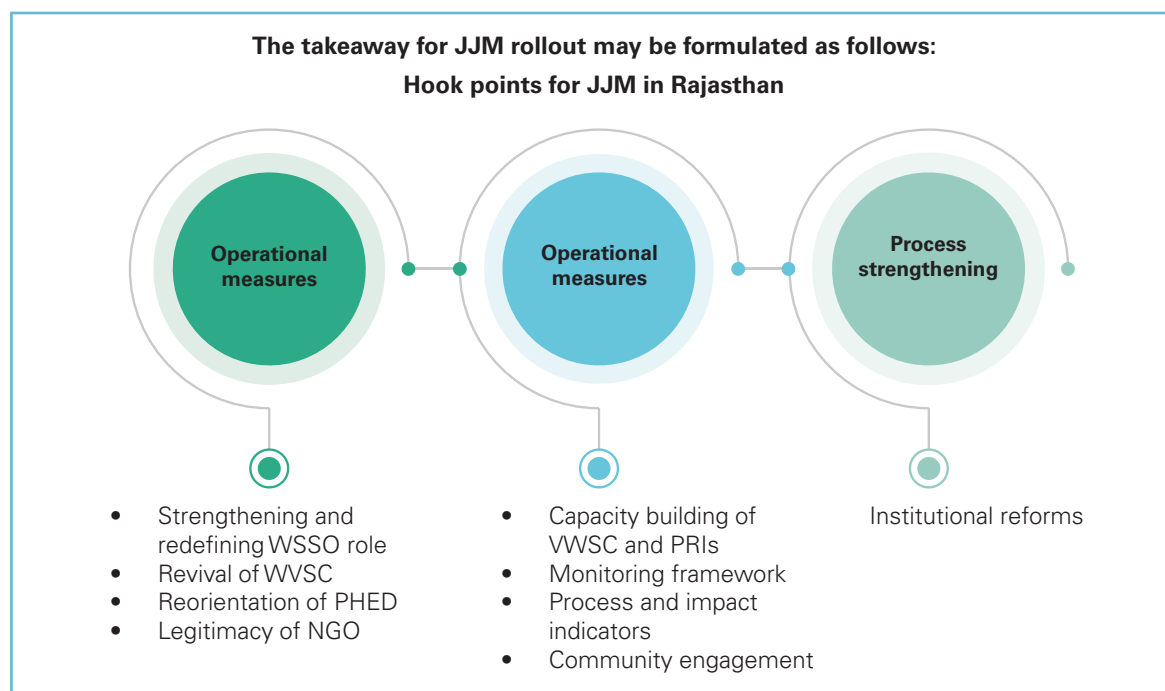 The takeaway for JJM rollout may be formulated as follows:
Hook points for JJM in Rajasthan
Operational
measures
Operational
measures
Process
strengthening
• Strengthening and
redefining WSSO role
• Revival of WVSC
• Reorientation of PHED
• Legitimacy of NGO
• Capacity building of
VWSC and PRIs
• Monitoring framework
• Process and impact
indicators
• Community engagement
Institutional reforms